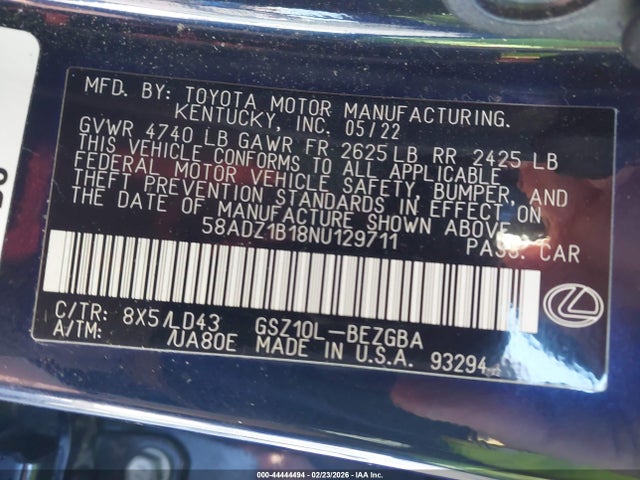 MFD. BY: TOYOTA MOTOR MANUFACTURING.
KENTUCKY, INC. 05/22
GVWR 4740 LB GAWR FR 2625 LB RR 2425 LB
THIS VEHICLE CONFORMS TO ALL APPLICABLE
FEDERAL MOTOR VEHICLE SAFETY, BUMPER, AND
THEFT PREVENTION STANDARDS IN EFFECT ON
THE DATE OF MANUFACTURE SHOWN ABOVE.
58ADZ1B18NU129711 PASS. CAR
C/TR: 8X5/LD43 GSZ10L-BEZGBA
A/TM: /UA80E MADE IN U.S.A. 93294
000-44444494 - 02/23/2026 - COPYRIGHT IAA